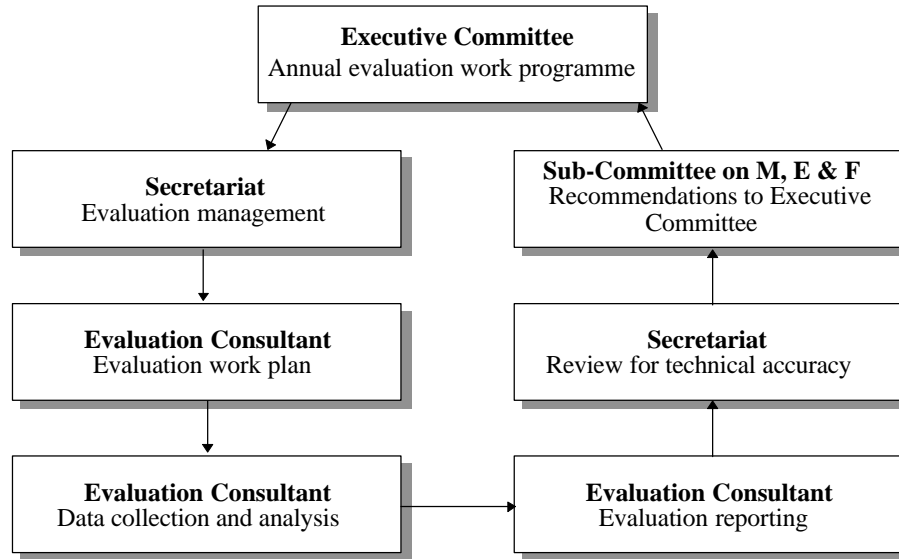 Executive Committee
Annual evaluation work programme
Secretariat
Evaluation management
Sub-Committee on M, E & F
Recommendations to Executive
Committee
Evaluation Consultant
Evaluation work plan
Secretariat
Review for technical accuracy
Evaluation Consultant
Data collection and analysis
Evaluation Consultant
Evaluation reporting